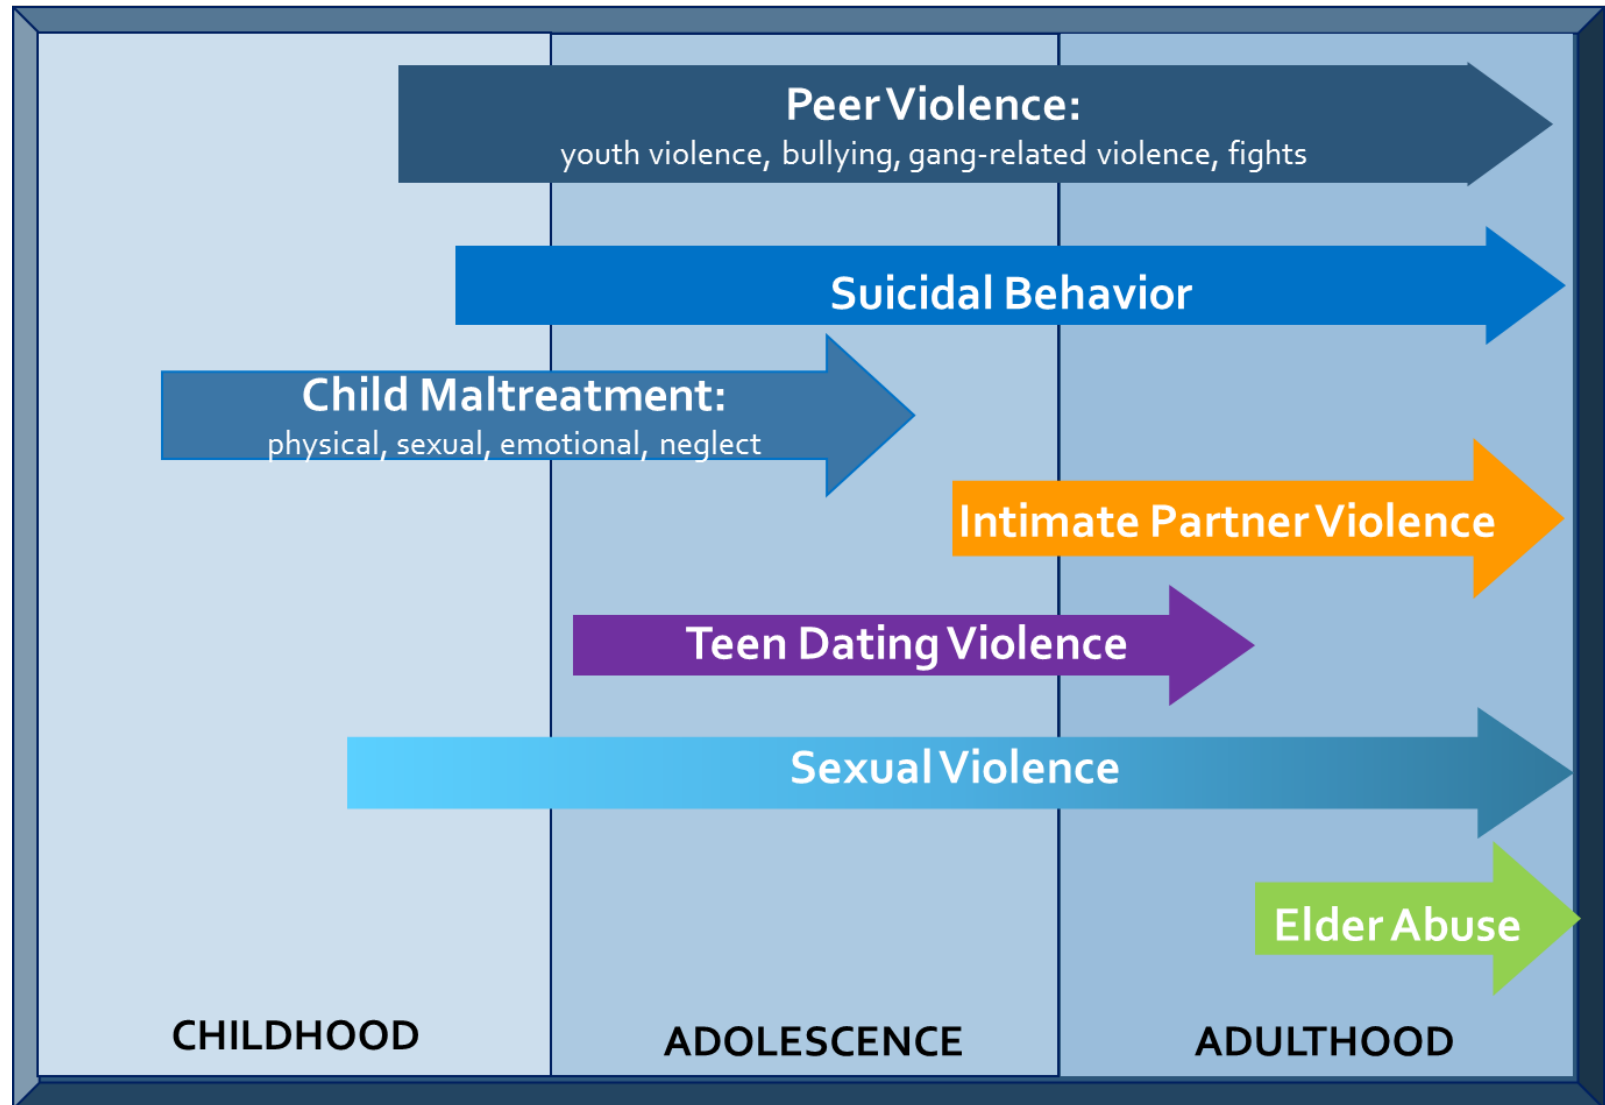 Peer Violence:
youth violence, bullying, gang-related violence, fights
Suicidal Behavior
Child Maltreatment:
physical, sexual, emotional, neglect
Intimate Partner Violence
Teen Dating Violence
Sexual Violence
Elder Abuse
CHILDHOOD
ADOLESCENCE
ADULTHOOD